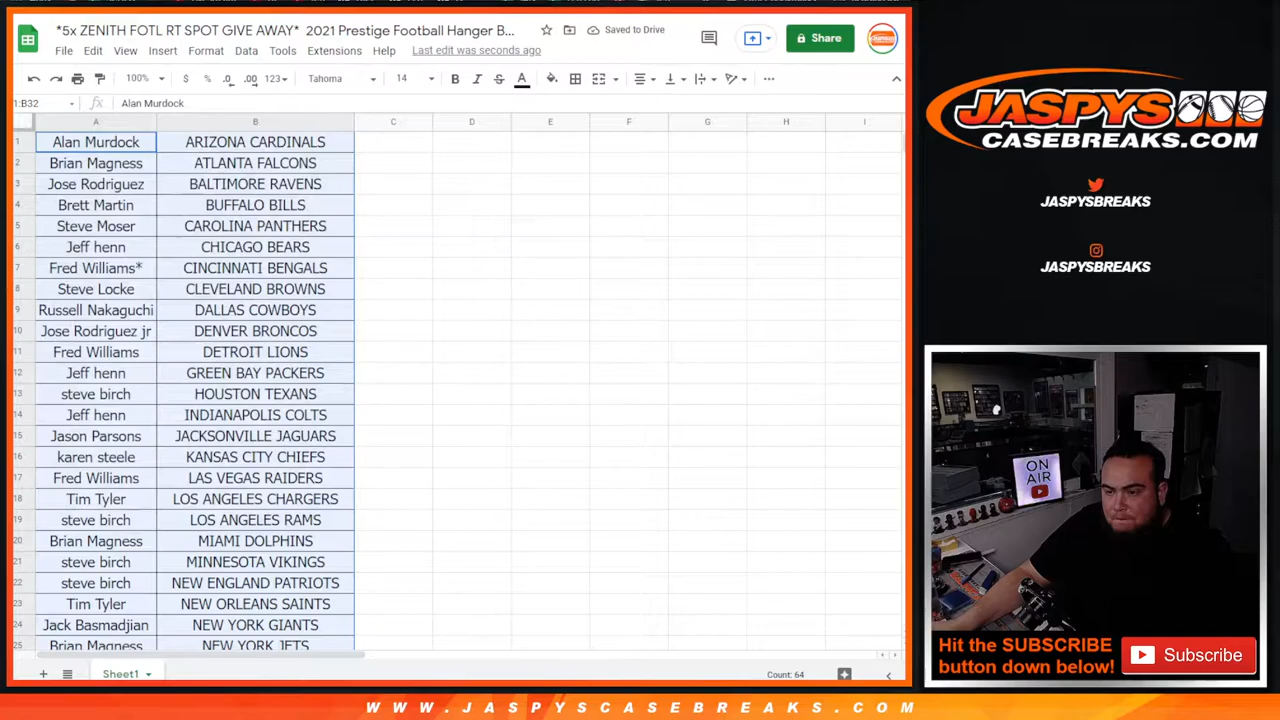 *5x ZENITH FOTL RT SPOT GIVE AWAY* 2021 Prestige Football Hanger B...
Saved to Drive
Share
File Edit View Insert Format Data Tools Extensions Help Last edit was seconds ago
100% $ % .0 .00 123 Tahoma 14 B I S A
1:B32 fx Alan Murdock
A B C D E F G H I
1 Alan Murdock ARIZONA CARDINALS
2 Brian Magness ATLANTA FALCONS
3 Jose Rodriguez BALTIMORE RAVENS
4 Brett Martin BUFFALO BILLS
5 Steve Moser CAROLINA PANTHERS
6 Jeff henn CHICAGO BEARS
7 Fred Williams* CINCINNATI BENGALS
8 Steve Locke CLEVELAND BROWNS
9 Russell Nakaguchi DALLAS COWBOYS
10 Jose Rodriguez jr DENVER BRONCOS
11 Fred Williams DETROIT LIONS
12 Jeff henn GREEN BAY PACKERS
13 steve birch HOUSTON TEXANS
14 Jeff henn INDIANAPOLIS COLTS
15 Jason Parsons JACKSONVILLE JAGUARS
16 karen steele KANSAS CITY CHIEFS
17 Fred Williams LAS VEGAS RAIDERS
18 Tim Tyler LOS ANGELES CHARGERS
19 steve birch LOS ANGELES RAMS
20 Brian Magness MIAMI DOLPHINS
21 steve birch MINNESOTA VIKINGS
22 steve birch NEW ENGLAND PATRIOTS
23 Tim Tyler NEW ORLEANS SAINTS
24 Jack Basmadjian NEW YORK GIANTS
25 Brian Magness NEW YORK JETS
Sheet1
Count: 64
JASPYS
CASEBREAKS.COM
JASPYSBREAKS
JASPYSBREAKS
ON
AIR
Hit the SUBSCRIBE
button down below!
Subscribe
WWW.JASPYSCASEBREAKS.COM